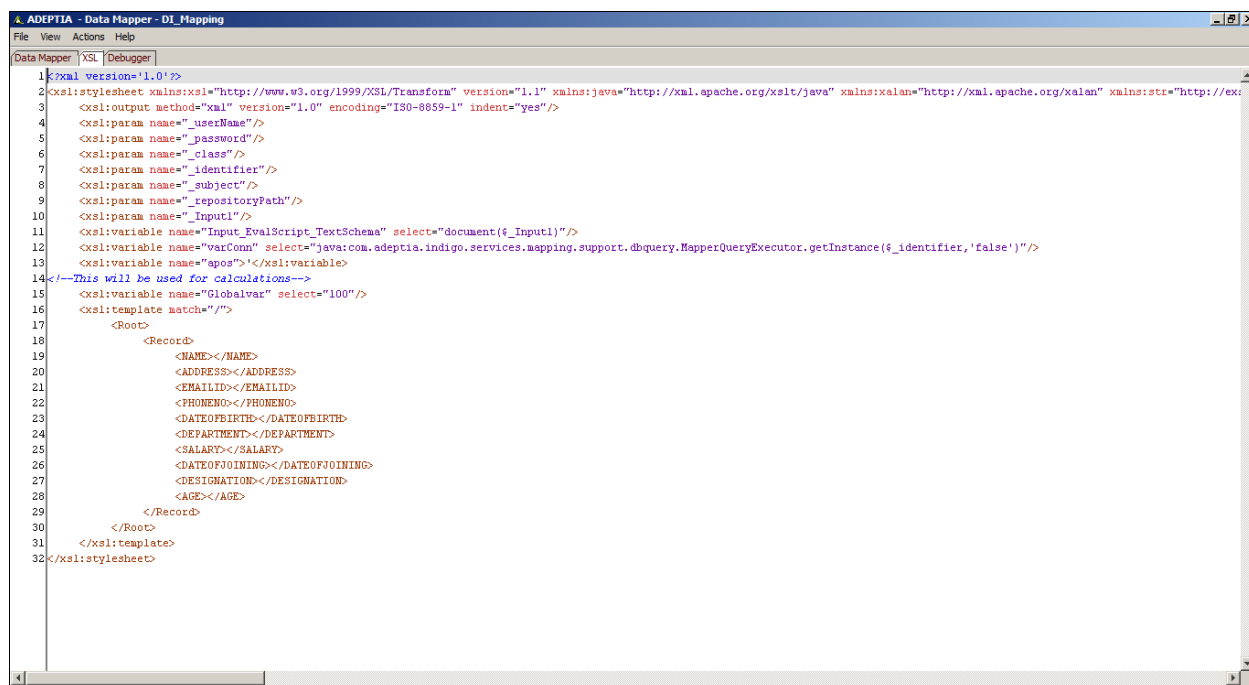 ADEPTIA - Data Mapper - DI_Mapping
File View Actions Help
Data Mapper XSL Debugger
1 <?xml version='1.0'?>
2 <xsl:stylesheet xmlns:xsl="http://www.w3.org/1999/XSL/Transform" version="1.1" xmlns:java="http://xml.apache.org/xslt/java" xmlns:xalan="http://xml.apache.org/xalan" xmlns:str="http://exs
3 <xsl:output method="xml" version="1.0" encoding="ISO-8859-1" indent="yes"/>
4 <xsl:param name="_userName"/>
5 <xsl:param name="_password"/>
6 <xsl:param name="_class"/>
7 <xsl:param name="_identifier"/>
8 <xsl:param name="_subject"/>
9 <xsl:param name="_repositoryPath"/>
10 <xsl:param name="_Input1"/>
11 <xsl:variable name="Input_EvalScript_TextSchema" select="document($_Input1)"/>
12 <xsl:variable name="varConn" select="java:com.adeptia.indigo.services.mapping.support.dbquery.MapperQueryExecutor.getInstance($_identifier,'false')"/>
13 <xsl:variable name="apos">'</xsl:variable>
14 <!--This will be used for calculations-->
15 <xsl:variable name="Globalvar" select="100"/>
16 <xsl:template match="/">
17 <Root>
18 <Record>
19 <NAME></NAME>
20 <ADDRESS></ADDRESS>
21 <EMAILID></EMAILID>
22 <PHONENO></PHONENO>
23 <DATEOFBIRTH></DATEOFBIRTH>
24 <DEPARTMENT></DEPARTMENT>
25 <SALARY></SALARY>
26 <DATEOFJOINING></DATEOFJOINING>
27 <DESIGNATION></DESIGNATION>
28 <AGE></AGE>
29 </Record>
30 </Root>
31 </xsl:template>
32 </xsl:stylesheet>